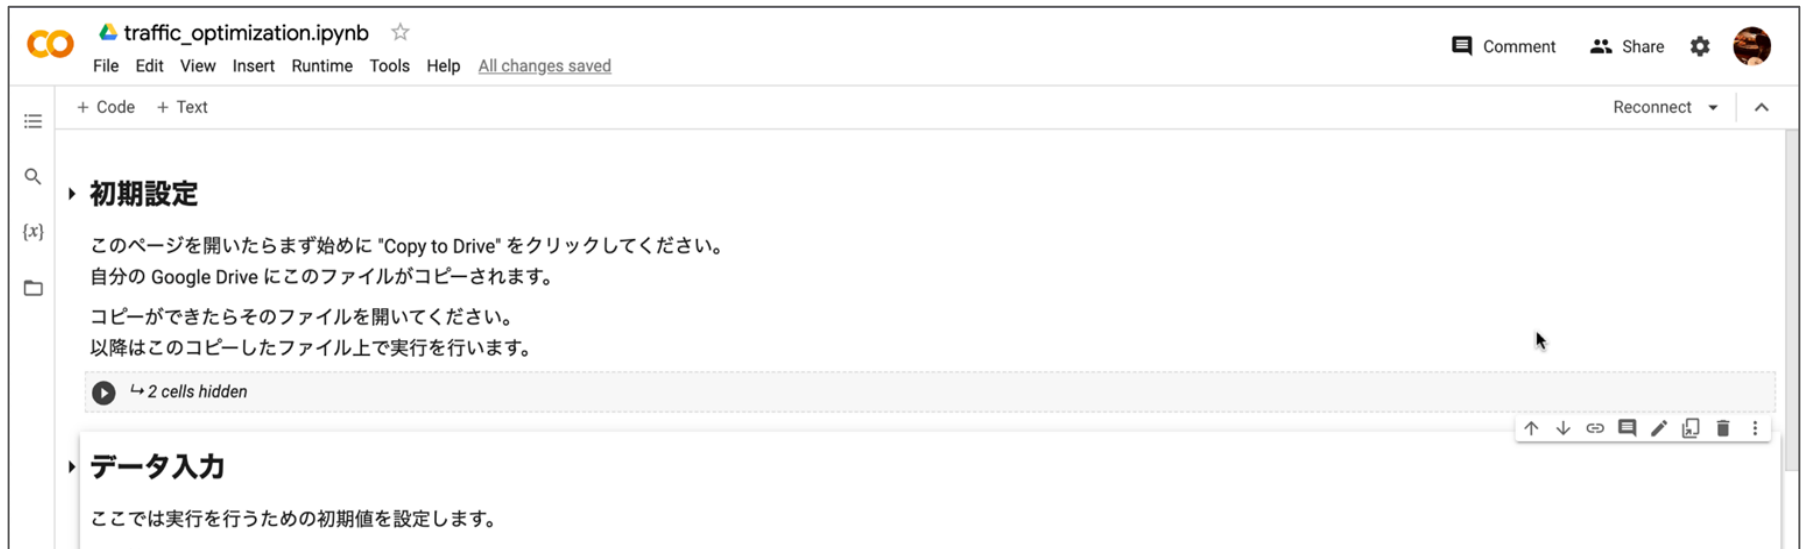 traffic_optimization.ipynb
Comment Share
File Edit View Insert Runtime Tools Help All changes saved
+ Code + Text
Reconnect
{x}
初期設定
このページを開いたらまず始めに "Copy to Drive" をクリックしてください。
自分の Google Drive にこのファイルがコピーされます。
コピーができたらそのファイルを開いてください。
以降はこのコピーしたファイル上で実行を行います。
2 cells hidden
データ入力
ここでは実行を行うための初期値を設定します。